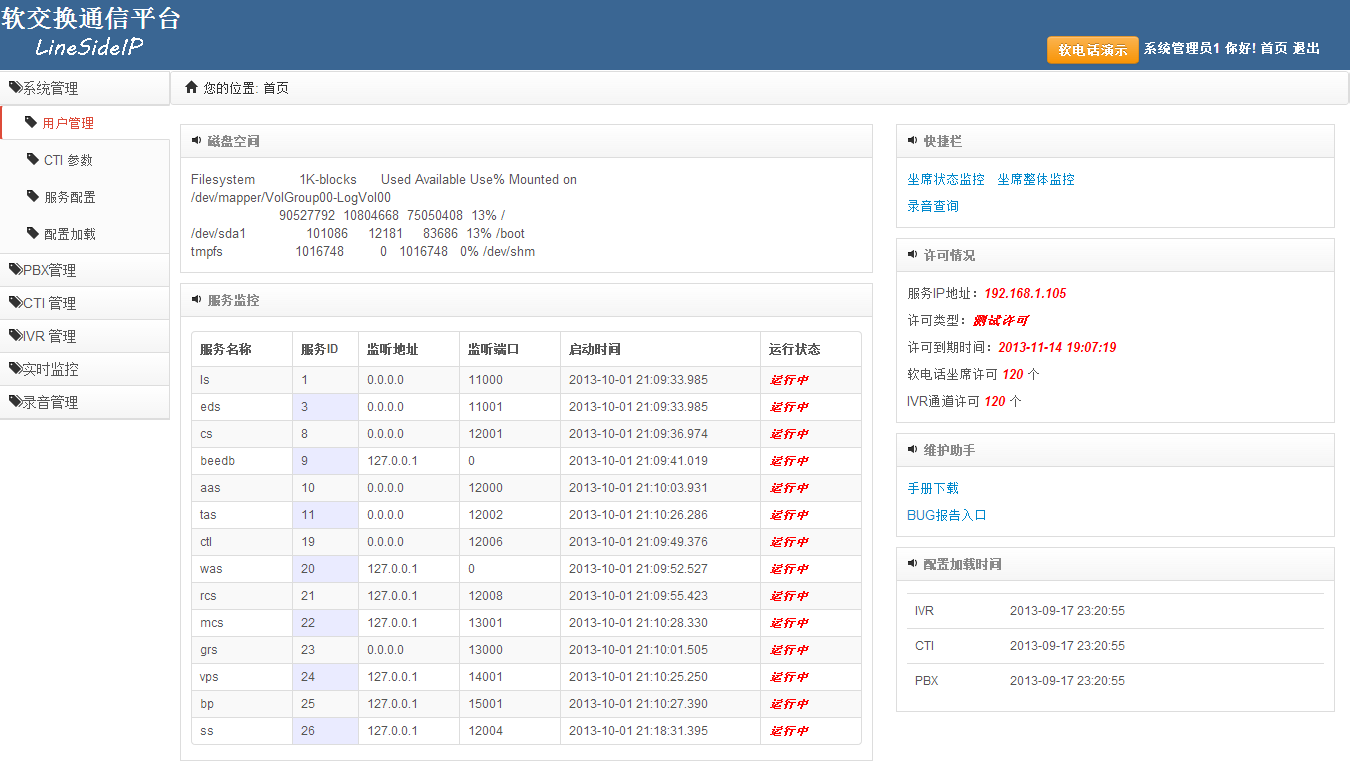 软交换通信平台
LineSideIP
软电话演示 系统管理员1 你好! 首页 退出
系统管理
用户管理
CTI 参数
服务配置
配置加载
PBX管理
CTI 管理
IVR 管理
实时监控
录音管理
您的位置: 首页
磁盘空间
Filesystem 1K-blocks Used Available Use% Mounted on
/dev/mapper/VolGroup00-LogVol00
90527792 10804668 75050408 13% /
/dev/sda1 101086 12181 83686 13% /boot
tmpfs 1016748 0 1016748 0% /dev/shm
服务监控
服务名称 服务ID 监听地址 监听端口 启动时间 运行状态
ls 1 0.0.0.0 11000 2013-10-01 21:09:33.985 运行中
eds 3 0.0.0.0 11001 2013-10-01 21:09:33.985 运行中
cs 8 0.0.0.0 12001 2013-10-01 21:09:36.974 运行中
beedb 9 127.0.0.1 0 2013-10-01 21:09:41.019 运行中
aas 10 0.0.0.0 12000 2013-10-01 21:10:03.931 运行中
tas 11 0.0.0.0 12002 2013-10-01 21:10:26.286 运行中
ctl 19 0.0.0.0 12006 2013-10-01 21:09:49.376 运行中
was 20 127.0.0.1 0 2013-10-01 21:09:52.527 运行中
rcs 21 127.0.0.1 12008 2013-10-01 21:09:55.423 运行中
mcs 22 127.0.0.1 13001 2013-10-01 21:10:28.330 运行中
grs 23 0.0.0.0 13000 2013-10-01 21:10:01.505 运行中
vps 24 127.0.0.1 14001 2013-10-01 21:10:25.250 运行中
bp 25 127.0.0.1 15001 2013-10-01 21:10:27.390 运行中
ss 26 127.0.0.1 12004 2013-10-01 21:18:31.395 运行中
快捷栏
坐席状态监控 坐席整体监控
录音查询
许可情况
服务IP地址：192.168.1.105
许可类型：测试许可
许可到期时间：2013-11-14 19:07:19
软电话坐席许可 120 个
IVR通道许可 120 个
维护助手
手册下载
BUG报告入口
配置加载时间
IVR 2013-09-17 23:20:55
CTI 2013-09-17 23:20:55
PBX 2013-09-17 23:20:55